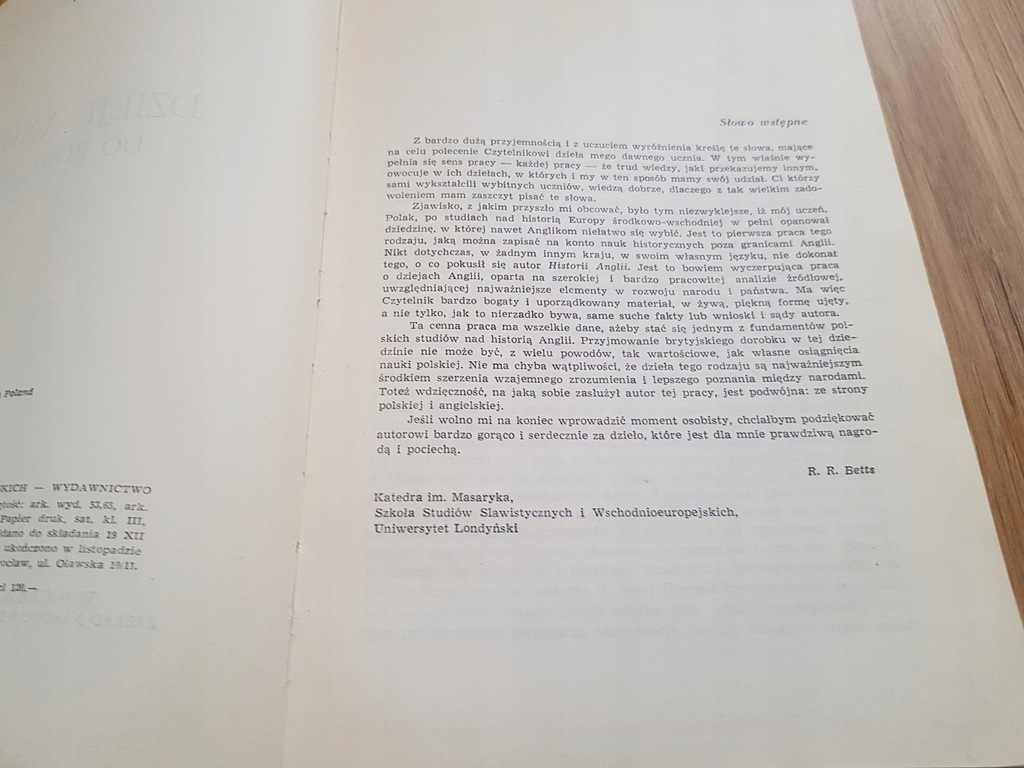 Poland
KICH — WYDAWNICTWO
ark. wyd. 53,65, ark.
Papier druk. sat. kl. III,
dano do składania 19 XII
ukończono w listopadzie
ul. Oławska
120,—
Słowo wstępne
Z bardzo dużą przyjemnością i z uczuciem wyróżnienia kreślę te słowa, mające
na celu polecenie Czytelnikowi dzieła mego dawnego ucznia. W tym właśnie wy-
pełnia się sens pracy — każdej pracy — że trud wiedzy, jaki przekazujemy innym,
owocuje w ich dziełach, w których i my w ten sposób mamy swój udział. Ci którzy
sami wykształcili wybitnych uczniów, wiedzą dobrze, dlaczego z tak wielkim zado-
woleniem mam zaszczyt pisać te słowa.
Zjawisko, z jakim przyszło mi obcować, było tym niezwyklejsze, iż mój uczeń,
Polak, po studiach nad historią Europy środkowo-wschodniej w pełni opanował
dziedzinę, w której nawet Anglikom niełatwo się wybić. Jest to pierwsza praca tego
rodzaju, jaką można zapisać na konto nauk historycznych poza granicami Anglii.
Nikt dotychczas, w żadnym innym kraju, w swoim własnym języku, nie dokonał
tego, o co pokusił się autor Historii Anglii. Jest to bowiem wyczerpująca praca
o dziejach Anglii, oparta na szerokiej i bardzo pracowitej analizie źródłowej,
uwzględniającej najważniejsze elementy w rozwoju narodu i państwa. Ma więc
Czytelnik bardzo bogaty i uporządkowany materiał, w żywą, piękną formę ujęty,
a nie tylko, jak to nierzadko bywa, same suche fakty lub wnioski i sądy autora.
Ta cenna praca ma wszelkie dane, ażeby stać się jednym z fundamentów pol-
skich studiów nad historią Anglii. Przyjmowanie brytyjskiego dorobku w tej dzie-
dzinie nie może być, z wielu powodów, tak wartościowe, jak własne osiągnięcia
nauki polskiej. Nie ma chyba wątpliwości, że dzieła tego rodzaju są najważniejszym
środkiem szerzenia wzajemnego zrozumienia i lepszego poznania między narodami.
Toteż wdzięczność, na jaką sobie zasłużył autor tej pracy, jest podwójna: ze strony
polskiej i angielskiej.
Jeśli wolno mi na koniec wprowadzić moment osobisty, chciałbym podziękować
autorowi bardzo gorąco i serdecznie za dzieło, które jest dla mnie prawdziwą nagro-
dą i pociechą.
R. R. Betts
Katedra im. Masaryka,
Szkoła Studiów Slawistycznych i Wschodnioeuropejskich,
Uniwersytet Londyński